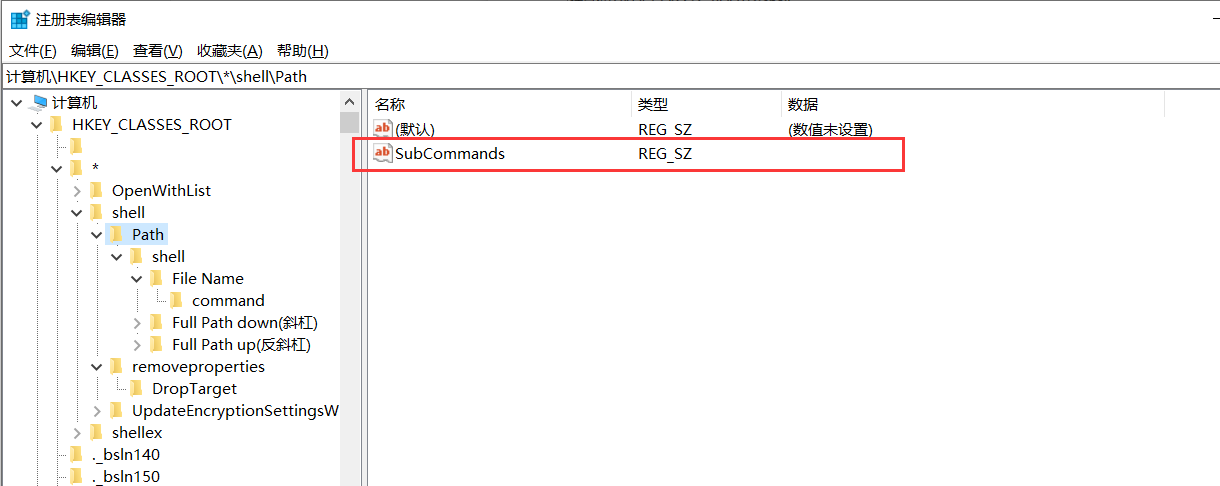 注册表编辑器
文件(F) 编辑(E) 查看(V) 收藏夹(A) 帮助(H)
计算机\HKEY_CLASSES_ROOT\*\shell\Path
计算机
HKEY_CLASSES_ROOT
*
OpenWithList
shell
Path
shell
File Name
command
Full Path down(斜杠)
Full Path up(反斜杠)
removeproperties
DropTarget
UpdateEncryptionSettingsW
shellex
._bsln140
._bsln150
名称 类型 数据
ab (默认) REG_SZ (数值未设置)
ab SubCommands REG_SZ